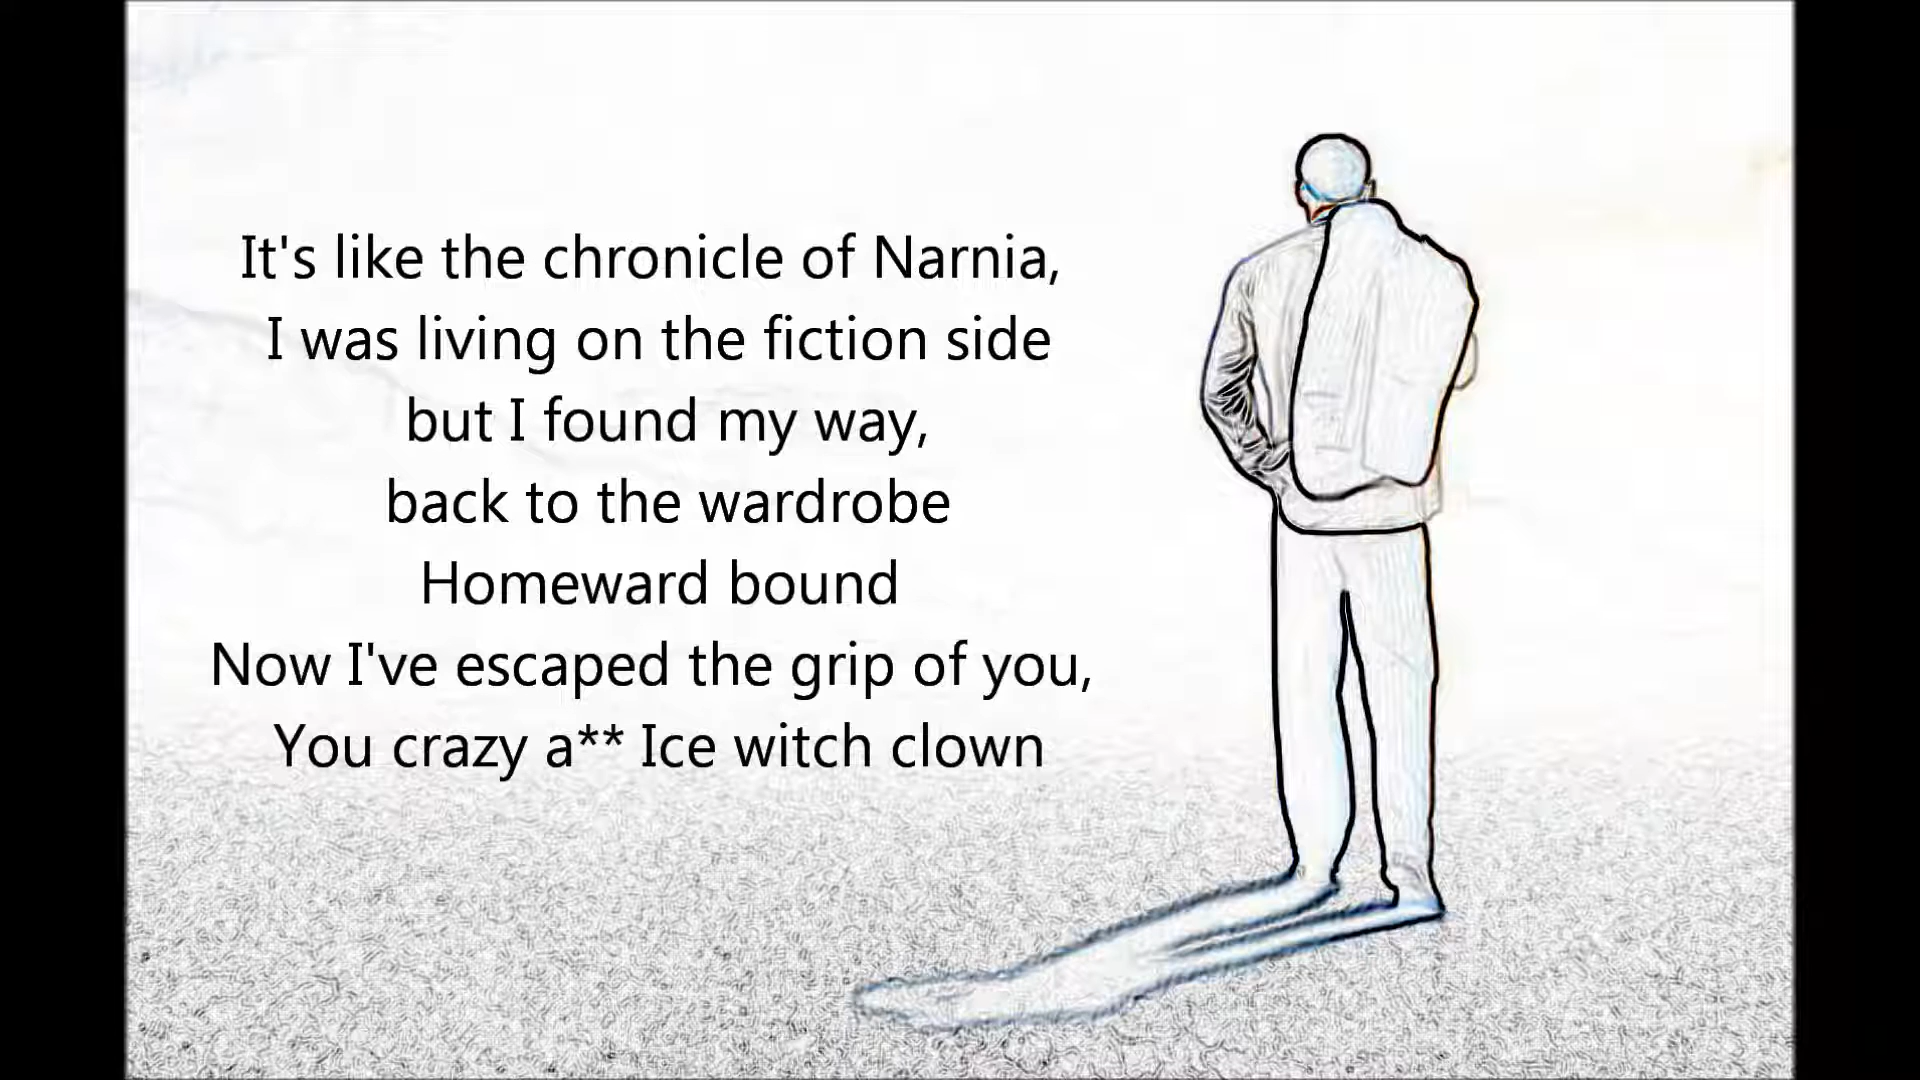 It's like the chronicle of Narnia,
I was living on the fiction side
but I found my way,
back to the wardrobe
Homeward bound
Now I've escaped the grip of you,
You crazy a** Ice witch clown